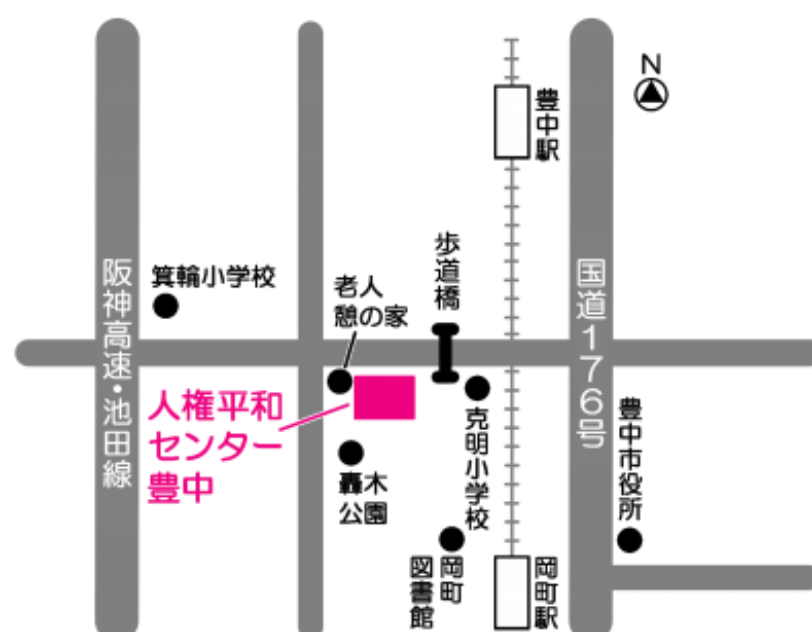 N
豊中駅
歩道橋
箕輪小学校
老人
憩の家
阪神高速・池田線
国道176号
人権平和
センター
豊中
轟木
公園
克明小学校
豊中市役所
岡町
図書館
岡町駅